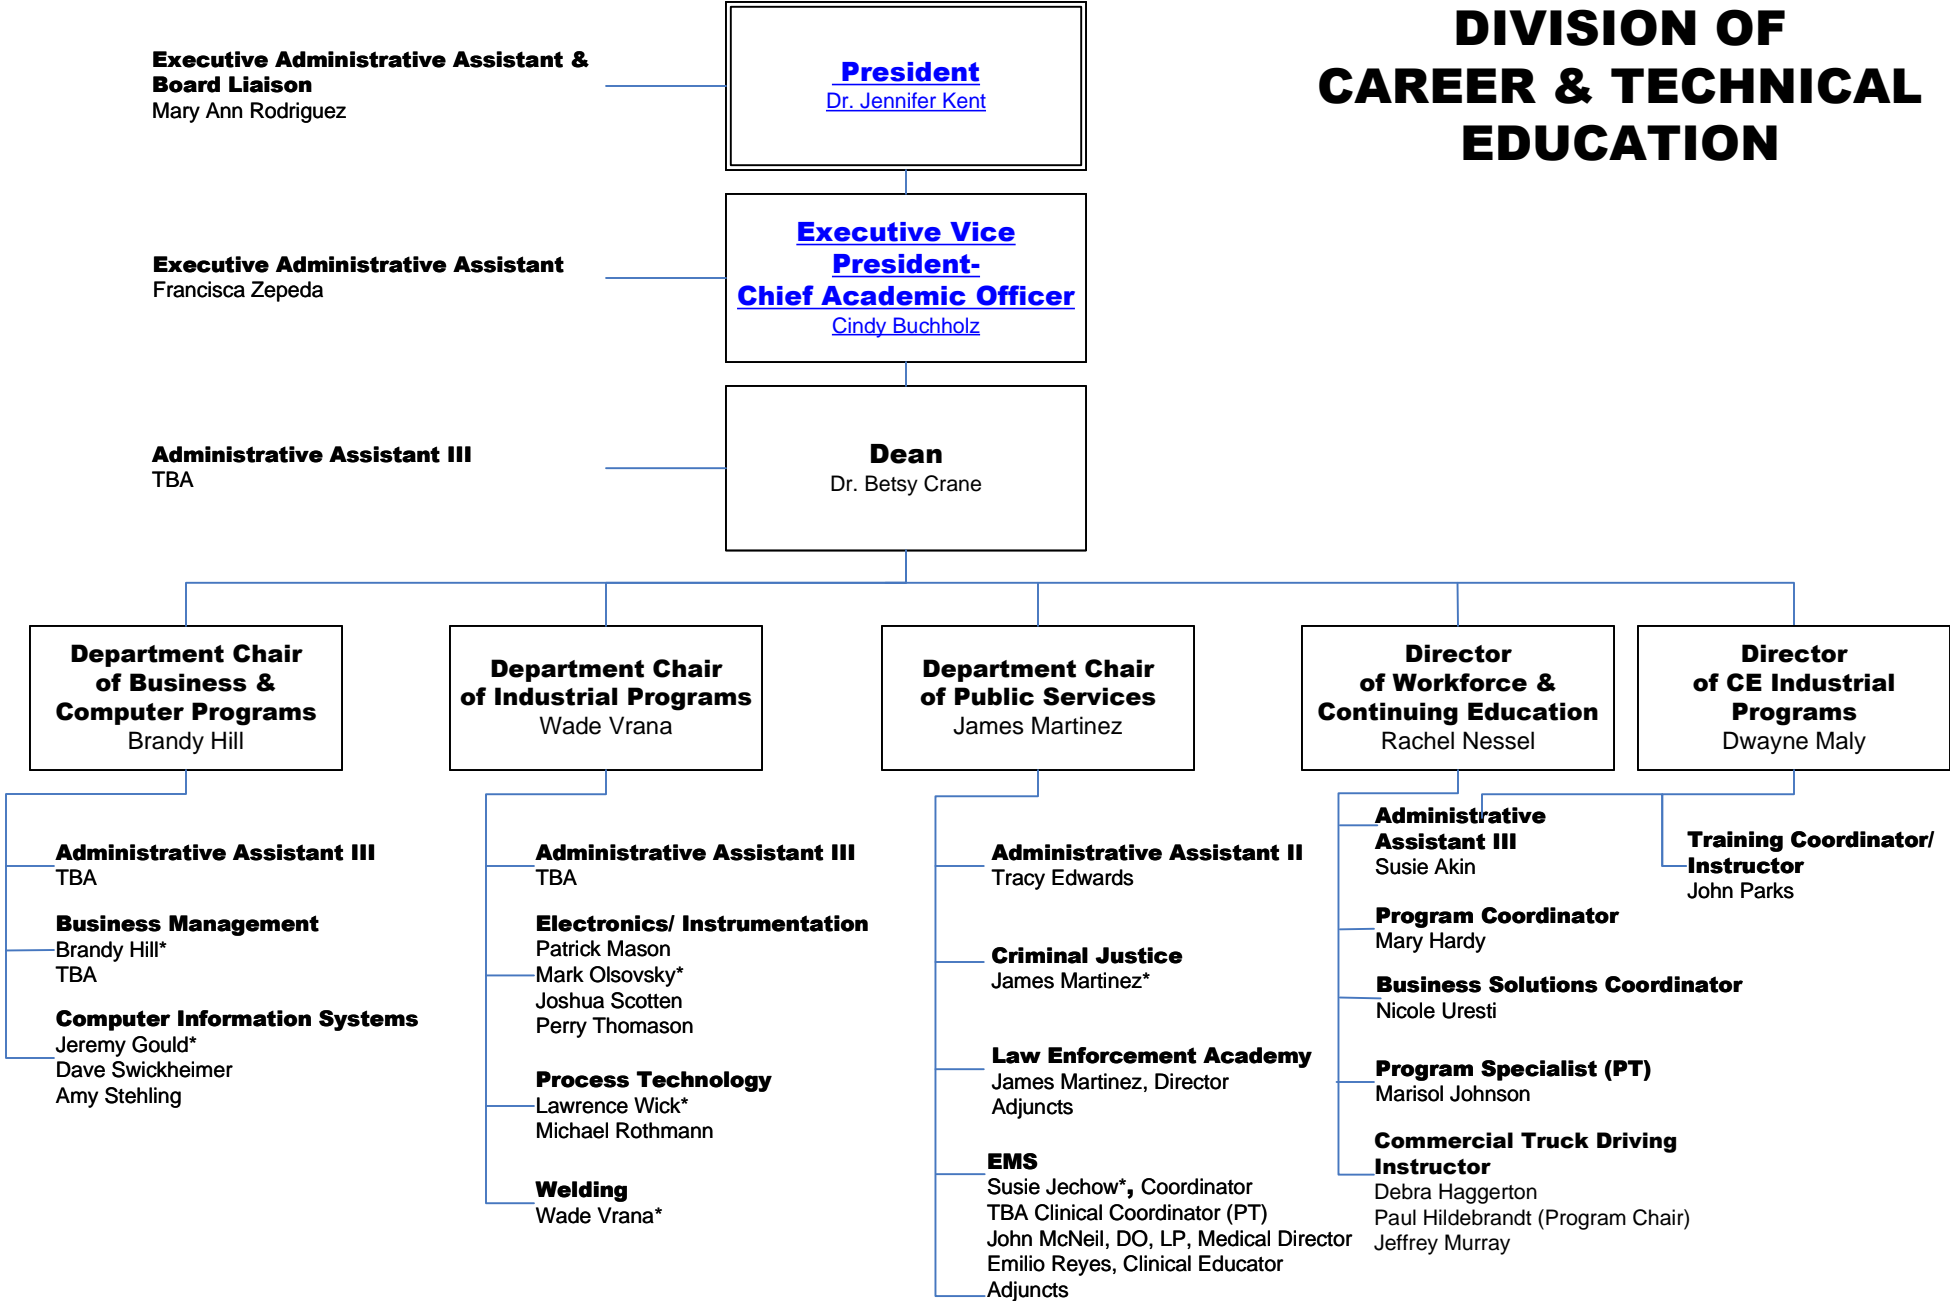 DIVISION OF
CAREER & TECHNICAL
EDUCATION
Executive Administrative Assistant &
Board Liaison
Mary Ann Rodriguez
President
Dr. Jennifer Kent
Executive Administrative Assistant
Francisca Zepeda
Executive Vice
President-
Chief Academic Officer
Cindy Buchholz
Administrative Assistant III
TBA
Dean
Dr. Betsy Crane
Department Chair
of Business &
Computer Programs
Brandy Hill
Administrative Assistant III
TBA
Business Management
Brandy Hill*
TBA
Computer Information Systems
Jeremy Gould*
Dave Swickheimer
Amy Stehling
Department Chair
of Industrial Programs
Wade Vrana
Administrative Assistant III
TBA
Electronics/ Instrumentation
Patrick Mason
Mark Olsovsky*
Joshua Scotten
Perry Thomason
Process Technology
Lawrence Wick*
Michael Rothmann
Welding
Wade Vrana*
Department Chair
of Public Services
James Martinez
Administrative Assistant II
Tracy Edwards
Criminal Justice
James Martinez*
Law Enforcement Academy
James Martinez, Director
Adjuncts
EMS
Susie Jechow*, Coordinator
TBA Clinical Coordinator (PT)
John McNeil, DO, LP, Medical Director
Emilio Reyes, Clinical Educator
Adjuncts
Director
of Workforce &
Continuing Education
Rachel Nessel
Administrative
Assistant III
Susie Akin
Program Coordinator
Mary Hardy
Business Solutions Coordinator
Nicole Uresti
Program Specialist (PT)
Marisol Johnson
Commercial Truck Driving
Instructor
Debra Haggerton
Paul Hildebrandt (Program Chair)
Jeffrey Murray
Director
of CE Industrial
Programs
Dwayne Maly
Training Coordinator/
Instructor
John Parks